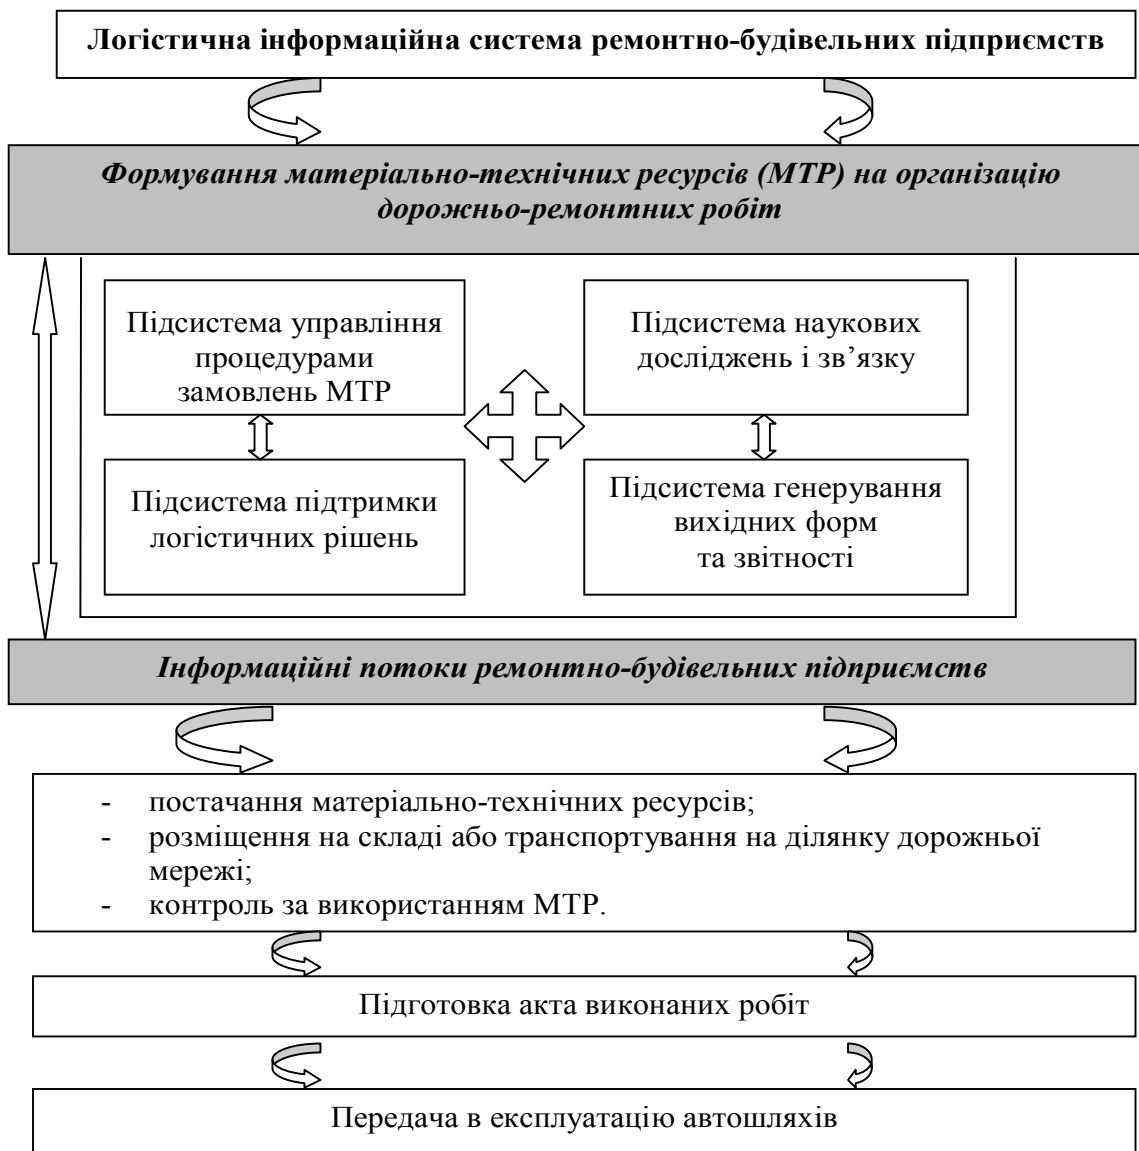 Логістична інформаційна система ремонтно-будівельних підприємств
Формування матеріально-технічних ресурсів (МТР) на організацію
дорожньо-ремонтних робіт
Підсистема управління
процедурами
замовлень МТР
Підсистема наукових
досліджень і зв’язку
Підсистема підтримки
логістичних рішень
Підсистема генерування
вихідних форм
та звітності
Інформаційні потоки ремонтно-будівельних підприємств
- постачання матеріально-технічних ресурсів;
- розміщення на складі або транспортування на ділянку дорожньої
мережі;
- контроль за використанням МТР.
Підготовка акта виконаних робіт
Передача в експлуатацію автошляхів